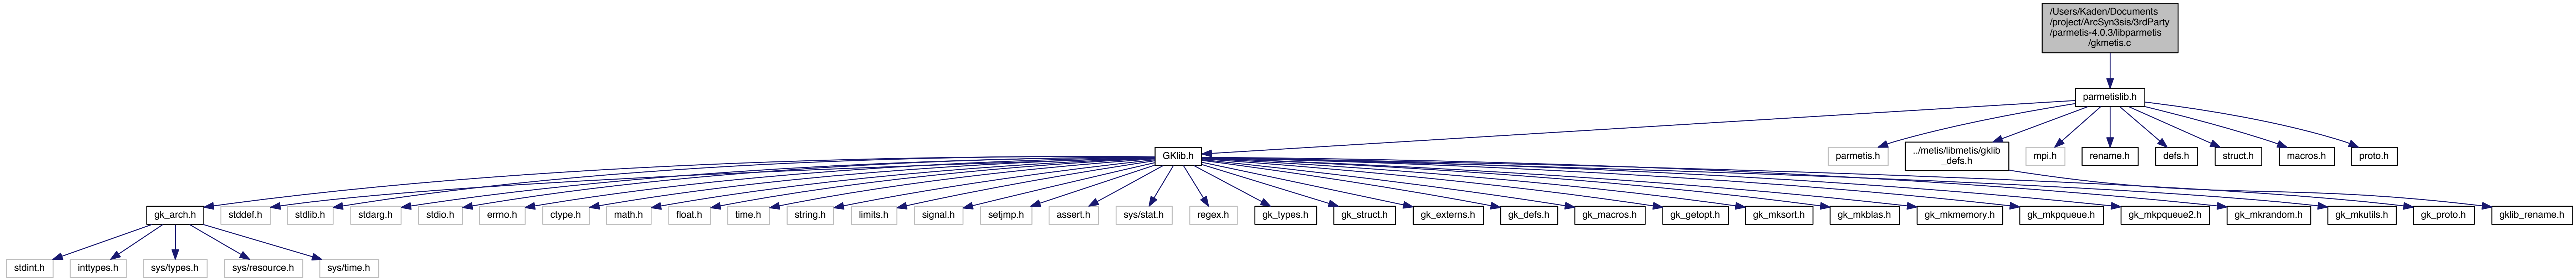 /Users/Kaden/Documents
/project/ArcSyn3sis/3rdParty
/parmetis-4.0.3/libparmetis
/gkmetis.c
parmetislib.h
GKlib.h
parmetis.h
../metis/libmetis/gklib
_defs.h
mpi.h
rename.h
defs.h
struct.h
macros.h
proto.h
gk_arch.h
stddef.h
stdlib.h
stdarg.h
stdio.h
errno.h
ctype.h
math.h
float.h
time.h
string.h
limits.h
signal.h
setjmp.h
assert.h
sys/stat.h
regex.h
gk_types.h
gk_struct.h
gk_externs.h
gk_defs.h
gk_macros.h
gk_getopt.h
gk_mksort.h
gk_mkblas.h
gk_mkmemory.h
gk_mkpqueue.h
gk_mkpqueue2.h
gk_mkrandom.h
gk_mkutils.h
gk_proto.h
gklib_rename.h
stdint.h
inttypes.h
sys/types.h
sys/resource.h
sys/time.h